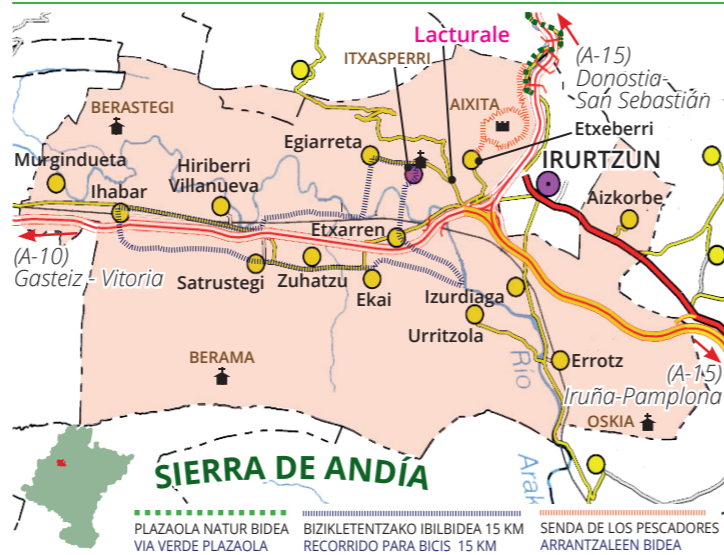 Lacturale
ITXASPERRI
(A-15)
Donostia-
San Sebastián
BERASTEGI
AIXITA
Etxeberri
Egiarreta
IRURTZUN
Murgindueta
Hiriberri
Villanueva
Ihabar
Aizkorbe
Etxarren
(A-10)
Gasteiz - Vitoria
Satrustegi
Zuhatzu
Ekai
Izurdiaga
Urritzola
Río
Errotz
BERAMA
(A-15)
Iruña-Pamplona
OSKIA
Arak
SIERRA DE ANDÍA
PLAZAOLA NATUR BIDEA
VIA VERDE PLAZAOLA
BIZIKLETENTZAKO IBILBIDEA 15 KM
RECORRIDO PARA BICIS 15 KM
SENDA DE LOS PESCADORES
ARRANTZALEEN BIDEA